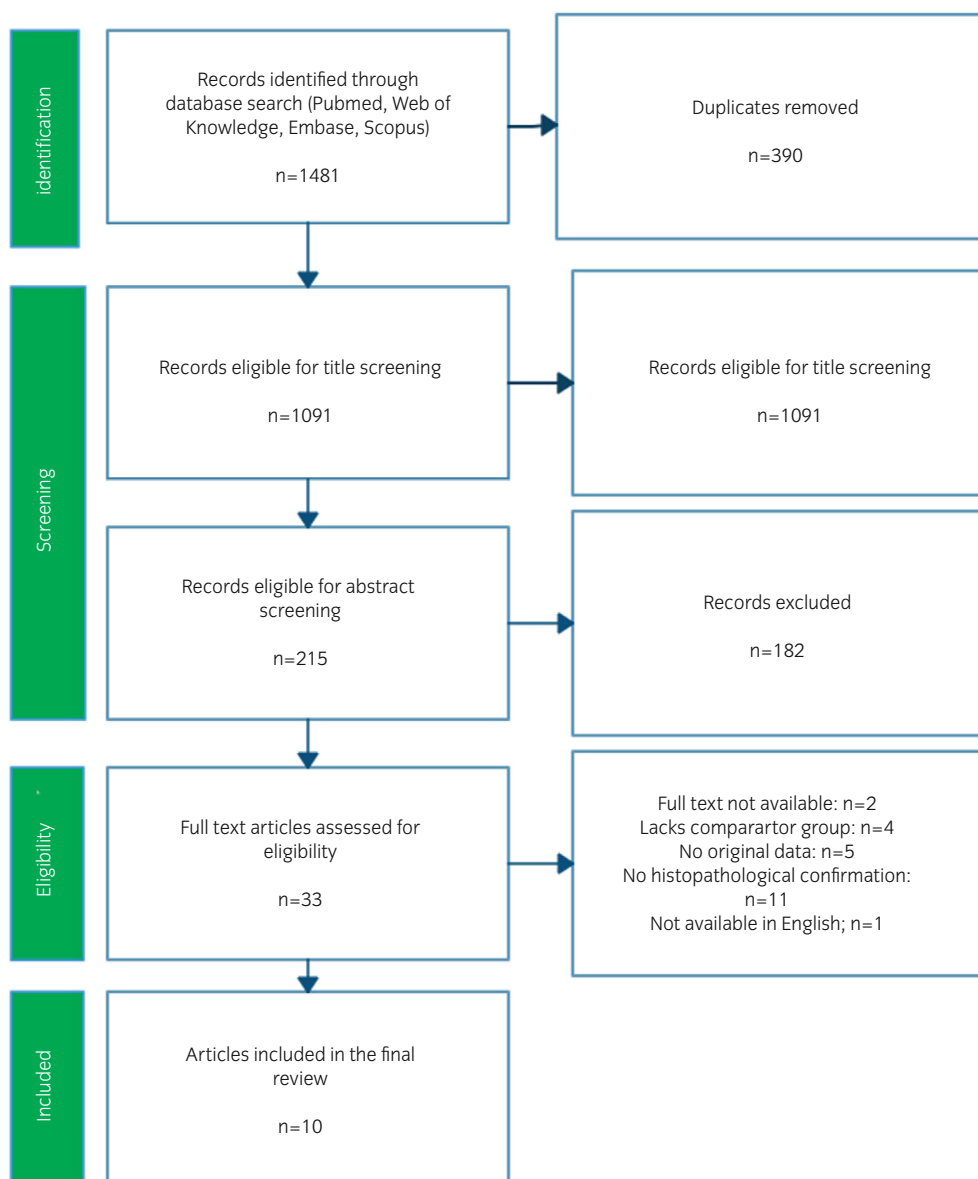 identification
Records identified through
database search (Pubmed, Web of
Knowledge, Embase, Scopus)
n=1481
Duplicates removed
n=390
Screening
Records eligible for title screening
n=1091
Records eligible for title screening
n=1091
Records eligible for abstract
screening
n=215
Records excluded
n=182
Eligibility
Full text articles assessed for
eligibility
n=33
Full text not available: n=2
Lacks comparartor group: n=4
No original data: n=5
No histopathological confirmation:
n=11
Not available in English; n=1
Included
Articles included in the final
review
n=10